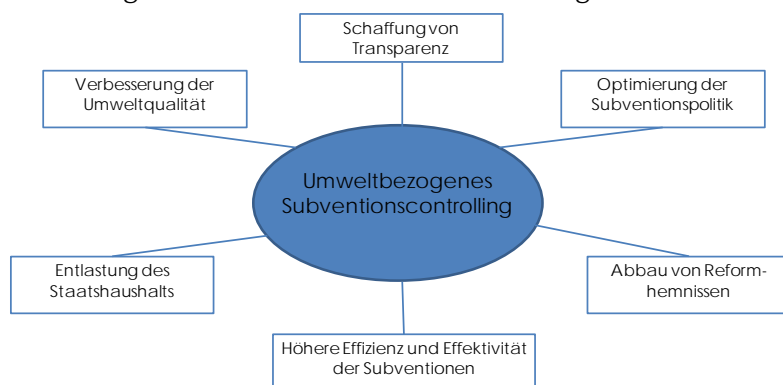 Schaffung von
Transparenz
Verbesserung der
Umweltqualität
Optimierung der
Subventionspolitik
Umweltbezogenes
Subventionscontrolling
Entlastung des
Staatshaushalts
Abbau von Reform-
hemnissen
Höhere Effizienz und Effektivität
der Subventionen